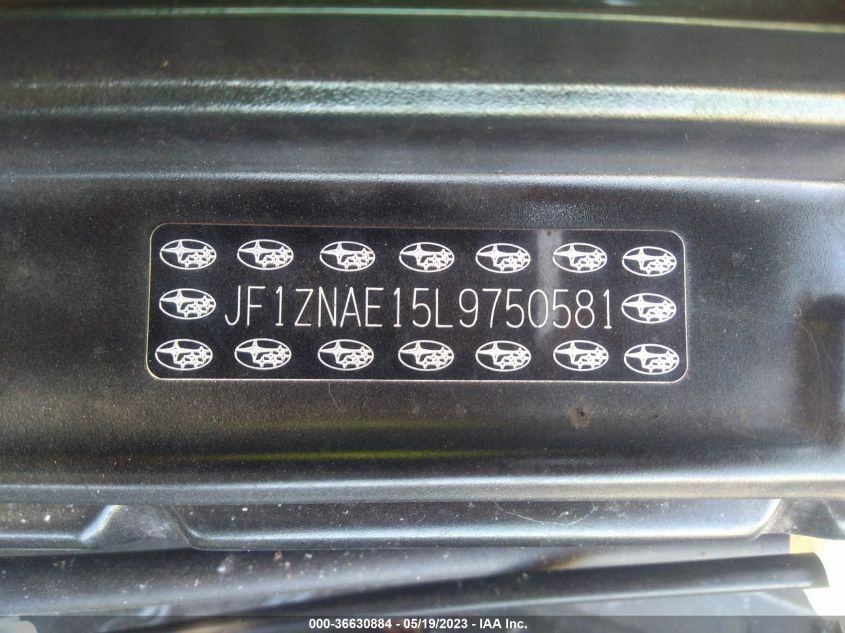 JF1ZNAE15L9750581
000-36630884 - 05/19/2023 - IAA Inc.